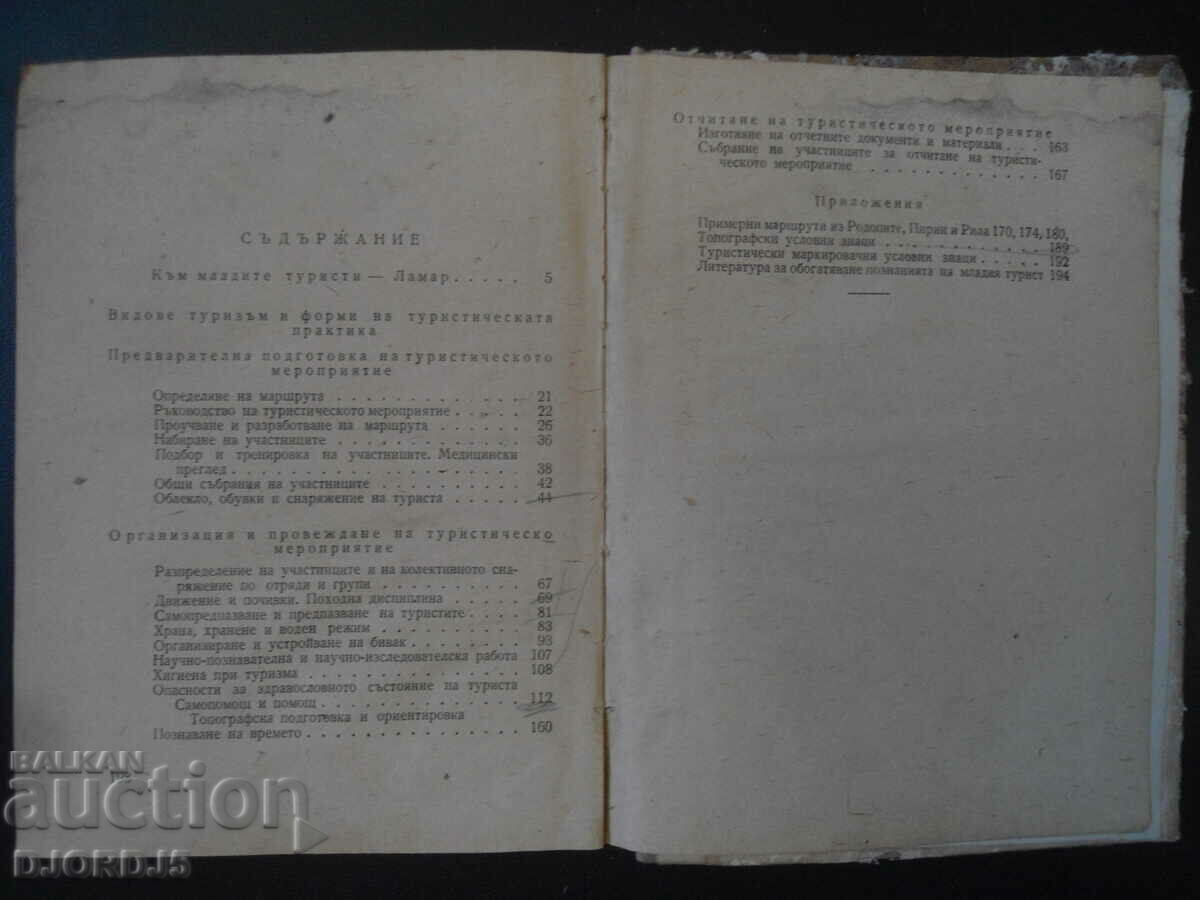 СЪДЪРЖАНИЕ
Към младите туристи — Ламар . . . . . 5
Видове туризъм и форми на туристическата
практика
Предварителна подготовка на туристическото
мероприятие
Определяне на маршрута . . . . . . . . . . . . . 21
Ръководство на туристическото мероприятие . . . . . 22
Проучване и разработване на маршрута . . . . . . 26
Набиране на участниците . . . . . . . . . . . . 36
Подбор и тренировка на участниците. Медицински
преглед . . . . . . . . . . . . . . . . . . . 38
Общи събрания на участниците . . . . . . . . . 42
Облекло, обувки и снаряжение на туриста . . . . . 44
Организация и провеждане на туристическо
мероприятие
Разпределение на участниците и на колективното сна-
ряжение по отряди и групи . . . . . . . . . . 67
Движение и почивки. Походна дисциплина . . . . . 69
Самопредпазване и предпазване на туристите . . . . 81
Храна, хранене и воден режим . . . . . . . . . 83
Организиране и устройване на бивак . . . . . . . 93
Научно-познавателна и научно-изследователска работа 107
Хигиена при туризма . . . . . . . . . . . . . 108
Опасности за здравословното състояние на туриста
Самопомощ и помощ . . . . . . . . . . . . . 112
Топографска подготовка и ориентировка
Познаване на времето . . . . . . . . . . . . . . 160
Отчитане на туристическото мероприятие
Изготвяне на отчетните документи и материали . . . 163
Събрание на участниците за отчитане на туристи-
ческото мероприятие . . . . . . . . . . . . . 167
Приложения
Примерни маршрути из Родопите, Пирин и Рила 170, 174, 180,
Топографски условни знаци . . . . . . . . . . . . 189
Туристически маркировачни условни знаци . . . . . 192
Литература за обогатяване познанията на младия турист 194
BALKAN
auction
DJORDJ5